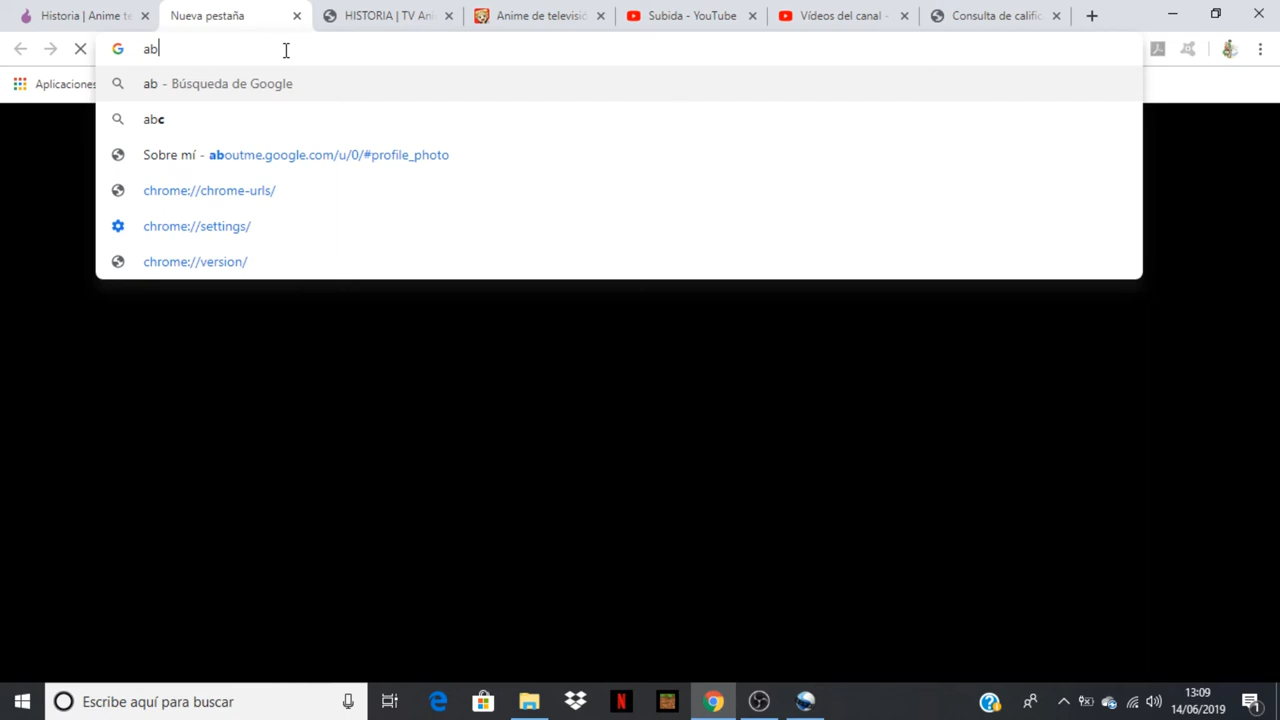 Historia | Anime te
Nueva pestaña
HISTORIA | TV Ani
Anime de televisió
Subida - YouTube
Vídeos del canal -
Consulta de calific
ab
Aplicaciones
ab - Búsqueda de Google
abc
Sobre mí - aboutme.google.com/u/0/#profile_photo
chrome://chrome-urls/
chrome://settings/
chrome://version/
Escribe aquí para buscar
13:09
14/06/2019
1